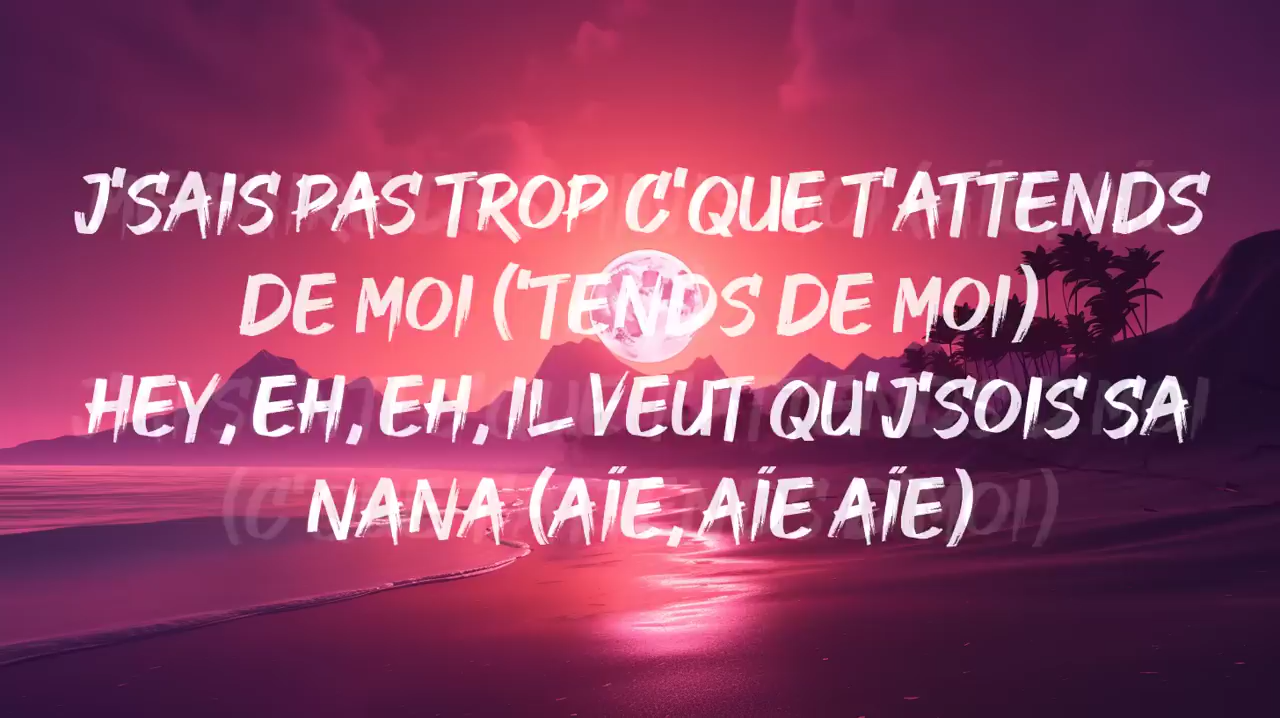 J'SAIS PAS TROP C'QUE T'ATTENDS
DE MOI ('TENDS DE MOI)
HEY, EH, EH, IL VEUT QU'J'SOIS SA
NANA (AÏE, AÏE AÏE)